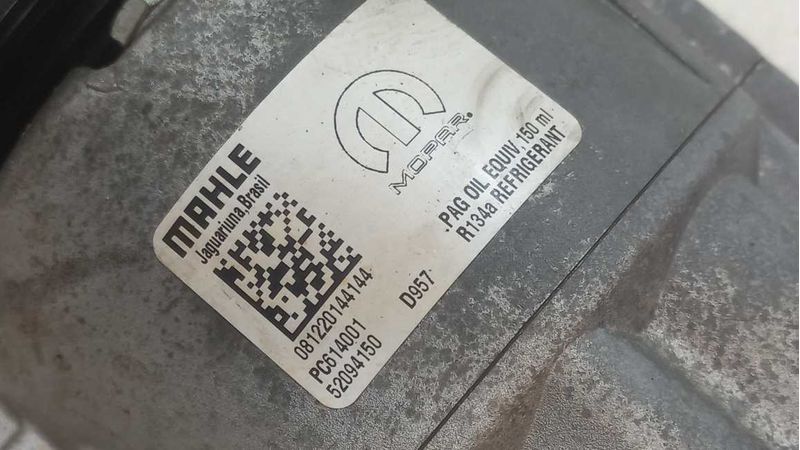 MAHLE
Jaguariuna,Brasil
081220144144
PC614001
52094150
MOPAR.
PAG OIL EQUIV. 150 ml
R134a REFRIGERANT
D957